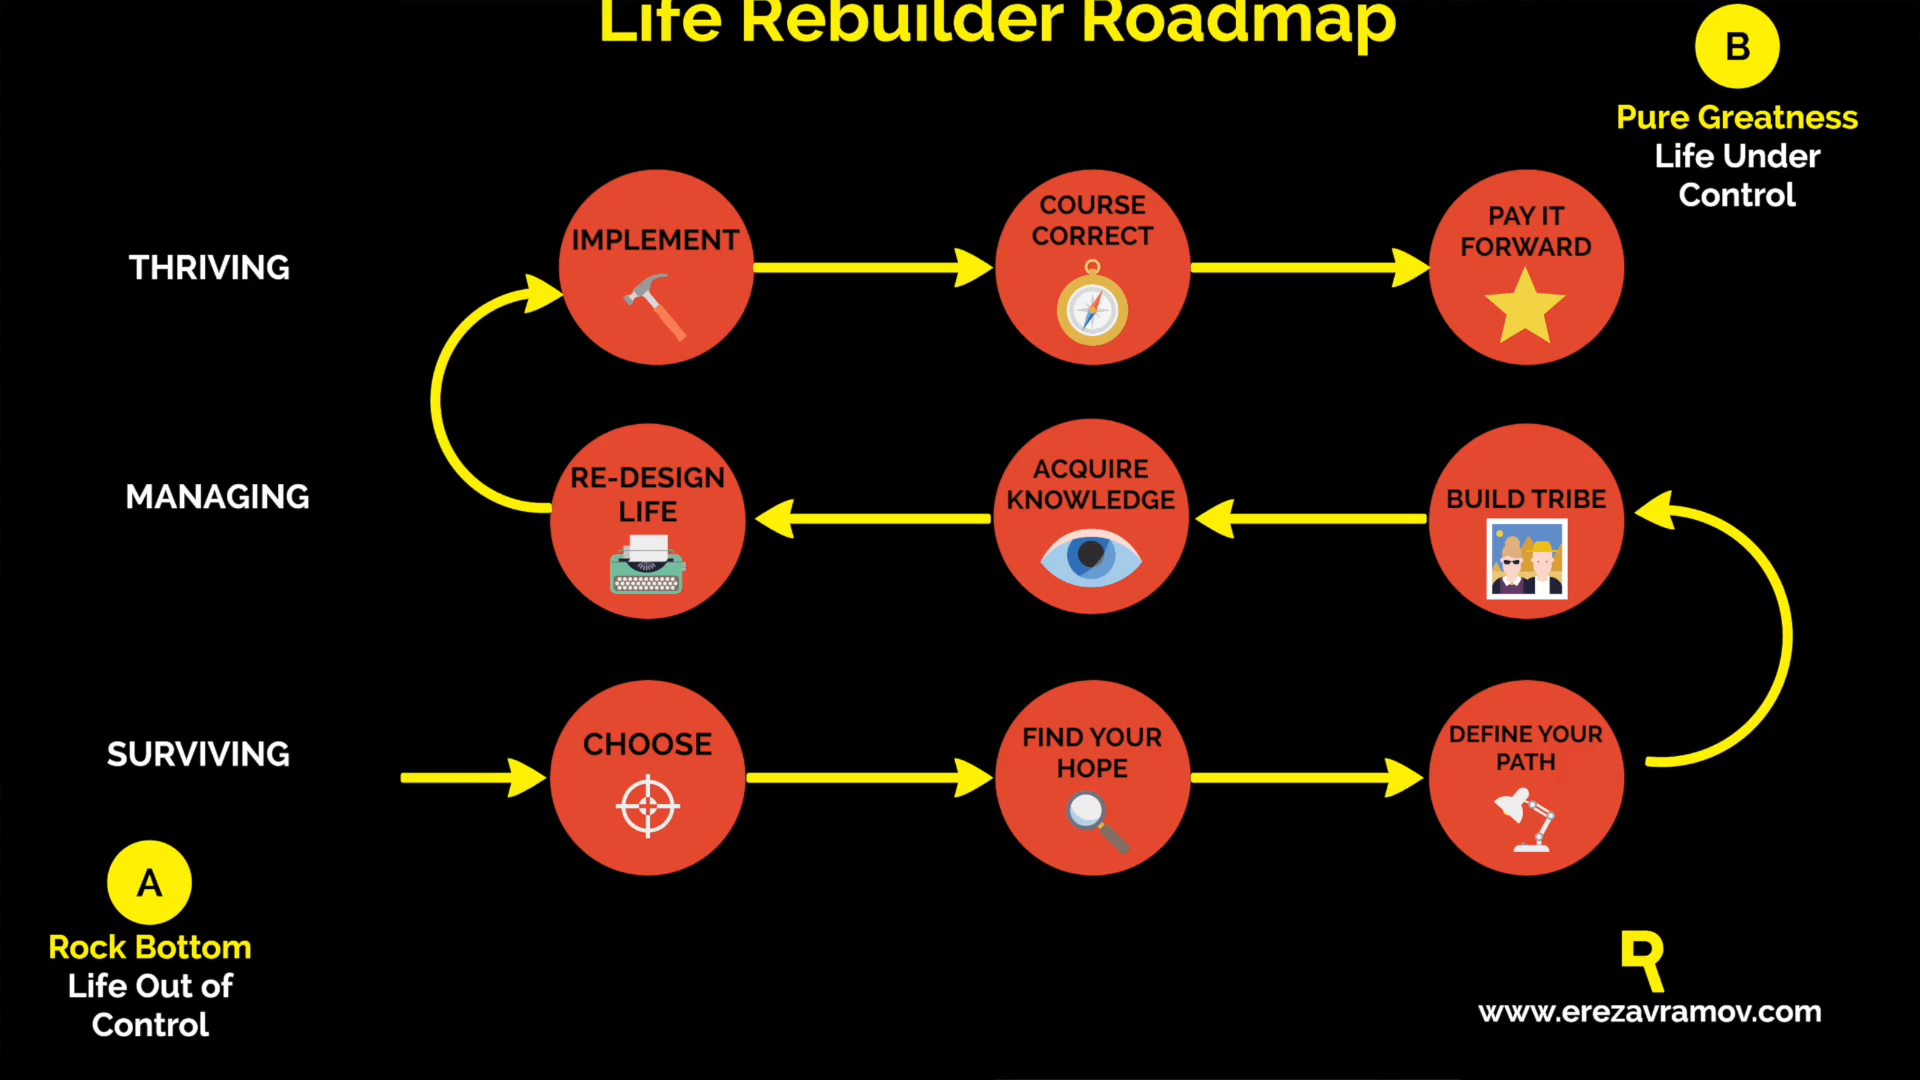 Life Rebuilder Roadmap
B
Pure Greatness
Life Under
Control
THRIVING
IMPLEMENT
COURSE
CORRECT
PAY IT
FORWARD
MANAGING
RE-DESIGN
LIFE
ACQUIRE
KNOWLEDGE
BUILD TRIBE
SURVIVING
CHOOSE
FIND YOUR
HOPE
DEFINE YOUR
PATH
A
Rock Bottom
Life Out of
Control
R
www.erezavramov.com